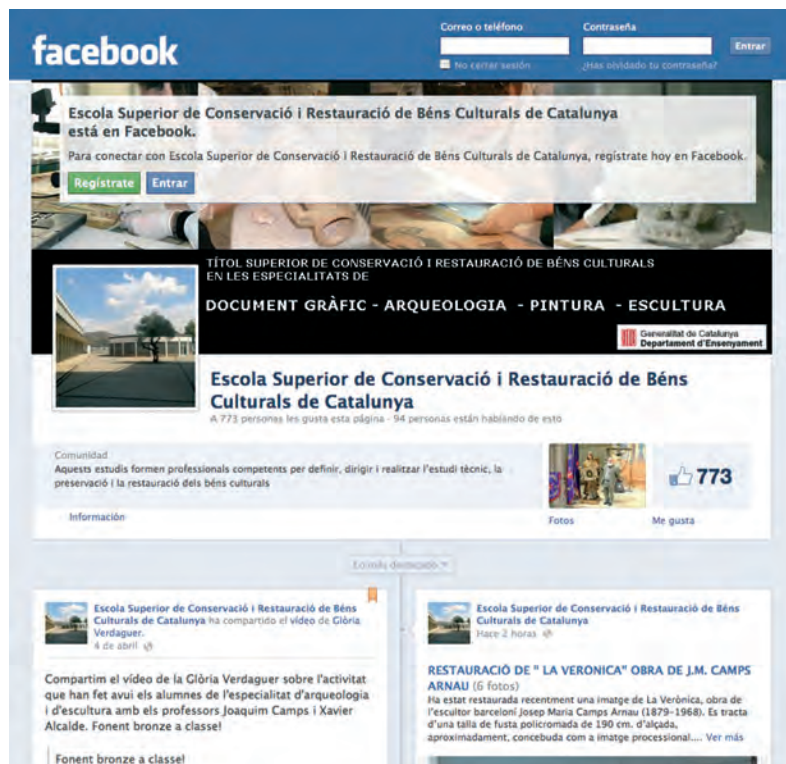 facebook
Correo o teléfono
Contraseña
Entrar
No cerrar sesión
¿Has olvidado tu contraseña?
Escola Superior de Conservació i Restauració de Béns Culturals de Catalunya
está en Facebook.
Para conectar con Escola Superior de Conservació i Restauració de Béns Culturals de Catalunya, regístrate hoy en Facebook.
Regístrate
Entrar
TÍTOL SUPERIOR DE CONSERVACIÓ I RESTAURACIÓ DE BÉNS CULTURALS
EN LES ESPECIALITATS DE
DOCUMENT GRÀFIC - ARQUEOLOGIA - PINTURA - ESCULTURA
Generalitat de Catalunya
Departament d'Ensenyament
Escola Superior de Conservació i Restauració de Béns
Culturals de Catalunya
A 773 personas les gusta esta página · 94 personas están hablando de esto
Comunidad
Aquests estudis formen professionals competents per definir, dirigir i realitzar l'estudi tècnic, la
preservació i la restauració dels béns culturals
Información
773
Fotos
Me gusta
Lo más destacado
Escola Superior de Conservació i Restauració de Béns
Culturals de Catalunya ha compartido el vídeo de Glòria
Verdaguer.
4 de abril
Compartim el vídeo de la Glòria Verdaguer sobre l'activitat
que han fet avui els alumnes de l'especialitat d'arqueologia
i d'escultura amb els professors Joaquim Camps i Xavier
Alcalde. Fonent bronze a classe!
Fonent bronze a classe!
Escola Superior de Conservació i Restauració de Béns
Culturals de Catalunya
Hace 2 horas
RESTAURACIÓ DE " LA VERONICA" OBRA DE J.M. CAMPS
ARNAU (6 fotos)
Ha estat restaurada recentment una imatge de La Verònica, obra de
l'escultor barceloní Josep Maria Camps Arnau (1879-1968). Es tracta
d'una talla de fusta policromada de 190 cm. d'alçada,
aproximadament, concebuda com a imatge processional.... Ver más